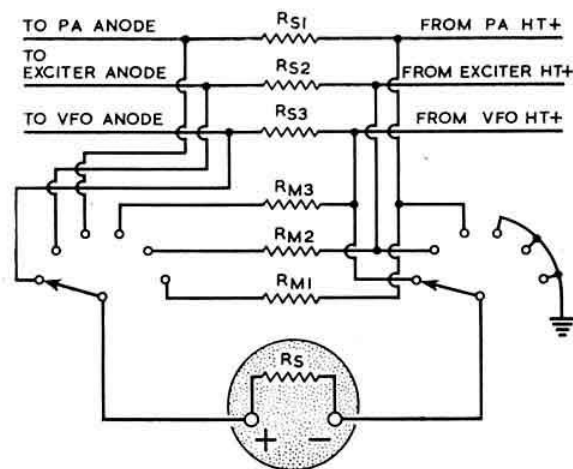 TO PA ANODE
RS1
FROM PA HT+
TO
EXCITER ANODE
RS2
FROM EXCITER HT+
TO VFO ANODE
RS3
FROM VFO HT+
RM3
RM2
RM1
RS
+
−